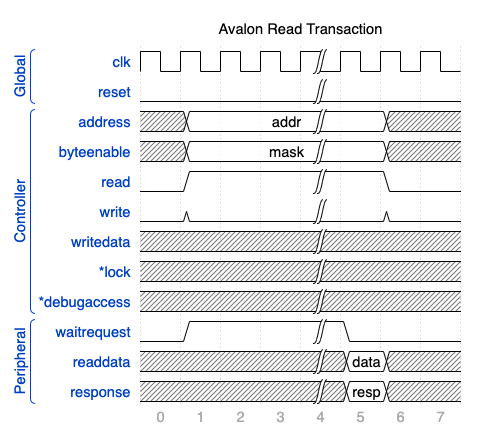 Avalon Read Transaction
Global
clk
reset
Controller
address addr
byteenable mask
read
write
writedata
*lock
*debugaccess
Peripheral
waitrequest
readdata data
response resp
0 1 2 3 4 5 6 7